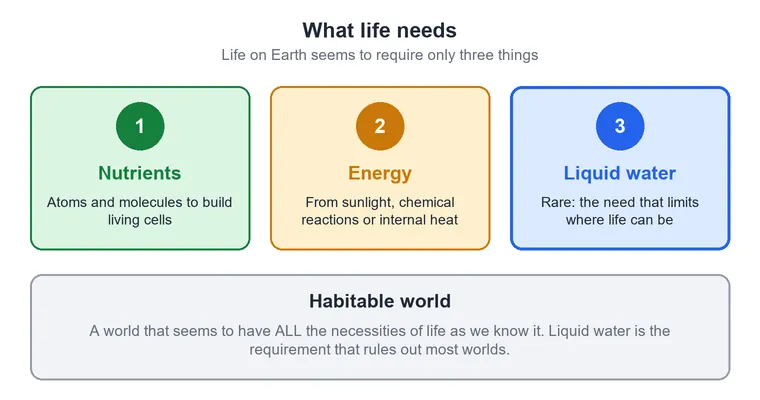 What life needs
Life on Earth seems to require only three things
1
Nutrients
Atoms and molecules to build
living cells
2
Energy
From sunlight, chemical
reactions or internal heat
3
Liquid water
Rare: the need that limits
where life can be
Habitable world
A world that seems to have ALL the necessities of life as we know it. Liquid water is the
requirement that rules out most worlds.